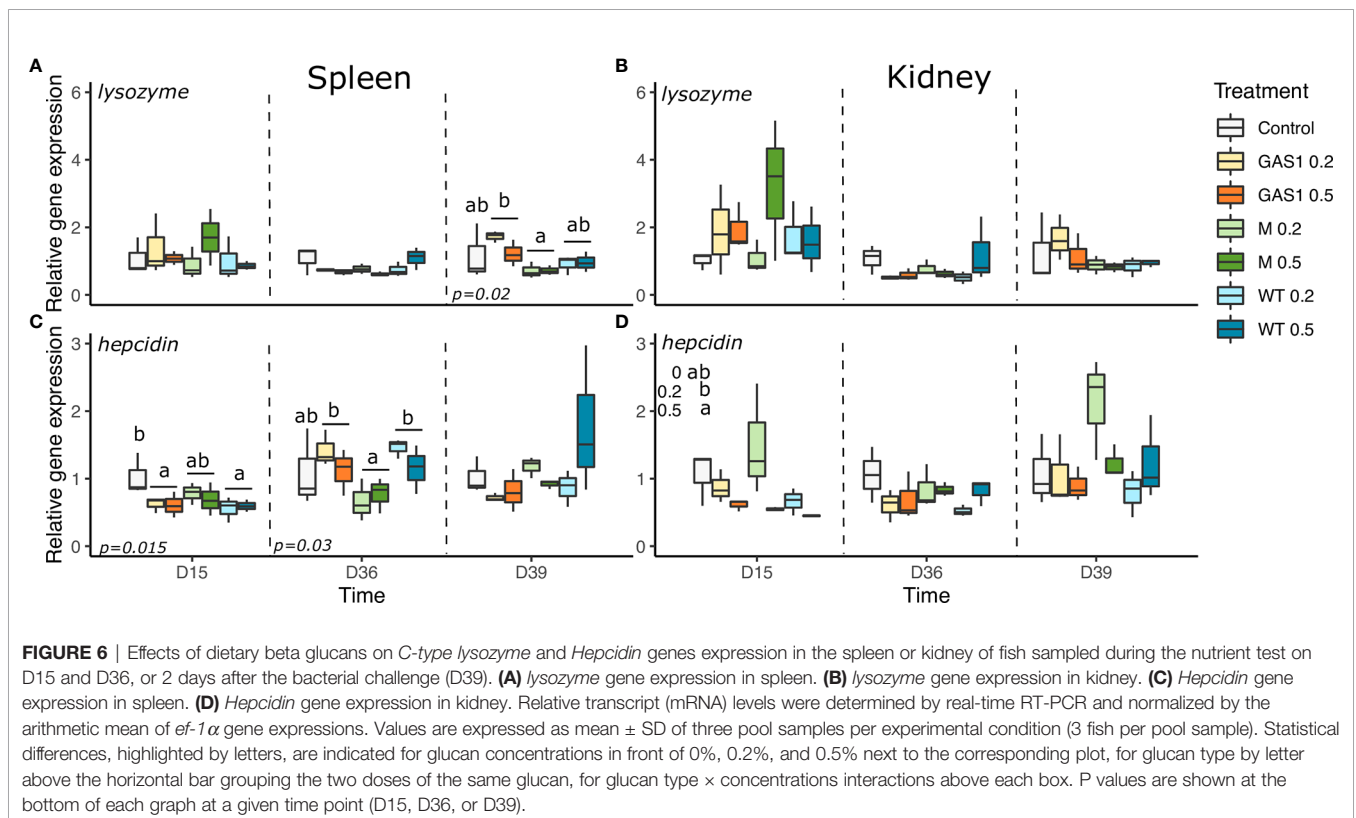 A
Spleen
B
Kidney
lysozyme
lysozyme
Relative gene expression
6
4
2
0
ab
b
a
ab
p=0.02
6
4
2
0
Treatment
Control
GAS1 0.2
GAS1 0.5
M 0.2
M 0.5
WT 0.2
WT 0.5
C
D
hepcidin
hepcidin
Relative gene expression
3
2
1
0
b
a
ab
a
p=0.015
ab
b
a
b
p=0.03
D15
D36
D39
Time
3
2
1
0
0 ab
0.2 b
0.5 a
D15
D36
D39
Time
FIGURE 6 | Effects of dietary beta glucans on C-type lysozyme and Hepcidin genes expression in the spleen or kidney of fish sampled during the nutrient test on
D15 and D36, or 2 days after the bacterial challenge (D39). (A) lysozyme gene expression in spleen. (B) lysozyme gene expression in kidney. (C) Hepcidin gene
expression in spleen. (D) Hepcidin gene expression in kidney. Relative transcript (mRNA) levels were determined by real-time RT-PCR and normalized by the
arithmetic mean of ef-1α gene expressions. Values are expressed as mean ± SD of three pool samples per experimental condition (3 fish per pool sample). Statistical
differences, highlighted by letters, are indicated for glucan concentrations in front of 0%, 0.2%, and 0.5% next to the corresponding plot, for glucan type by letter
above the horizontal bar grouping the two doses of the same glucan, for glucan type × concentrations interactions above each box. P values are shown at the
bottom of each graph at a given time point (D15, D36, or D39).